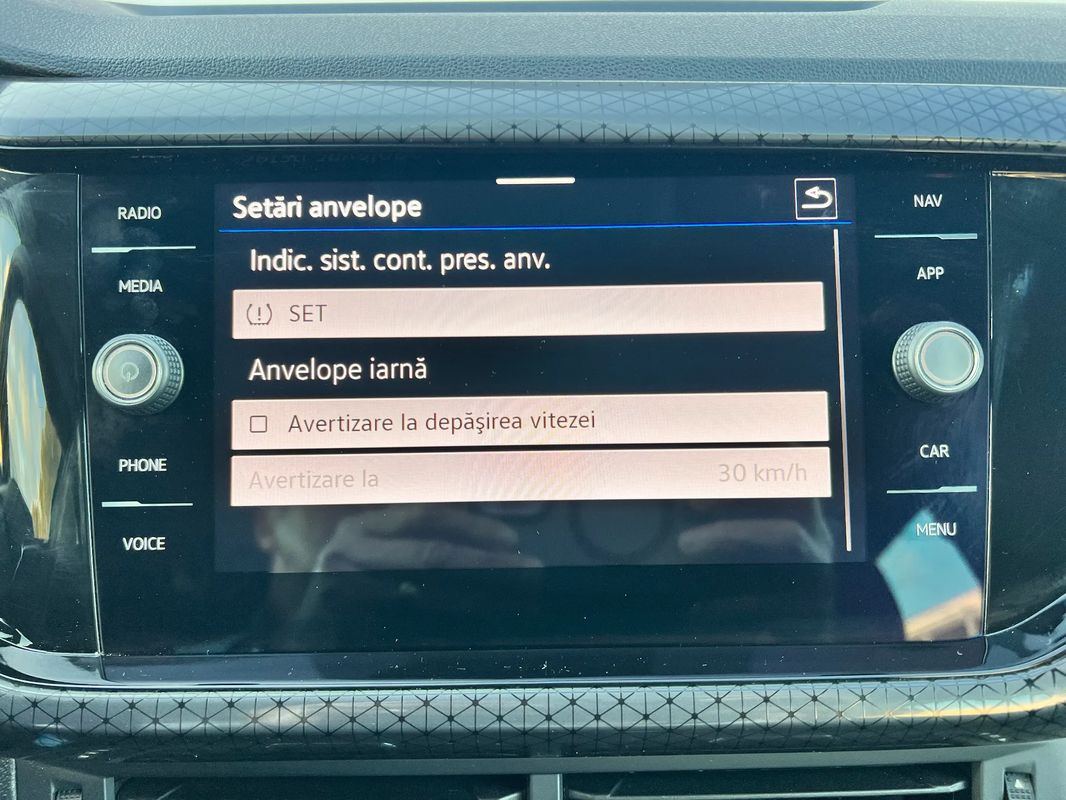 RADIO
MEDIA
PHONE
VOICE
Setări anvelope
Indic. sist. cont. pres. anv.
SET
Anvelope iarnă
Avertizare la depăşirea vitezei
Avertizare la 30 km/h
NAV
APP
CAR
MENU